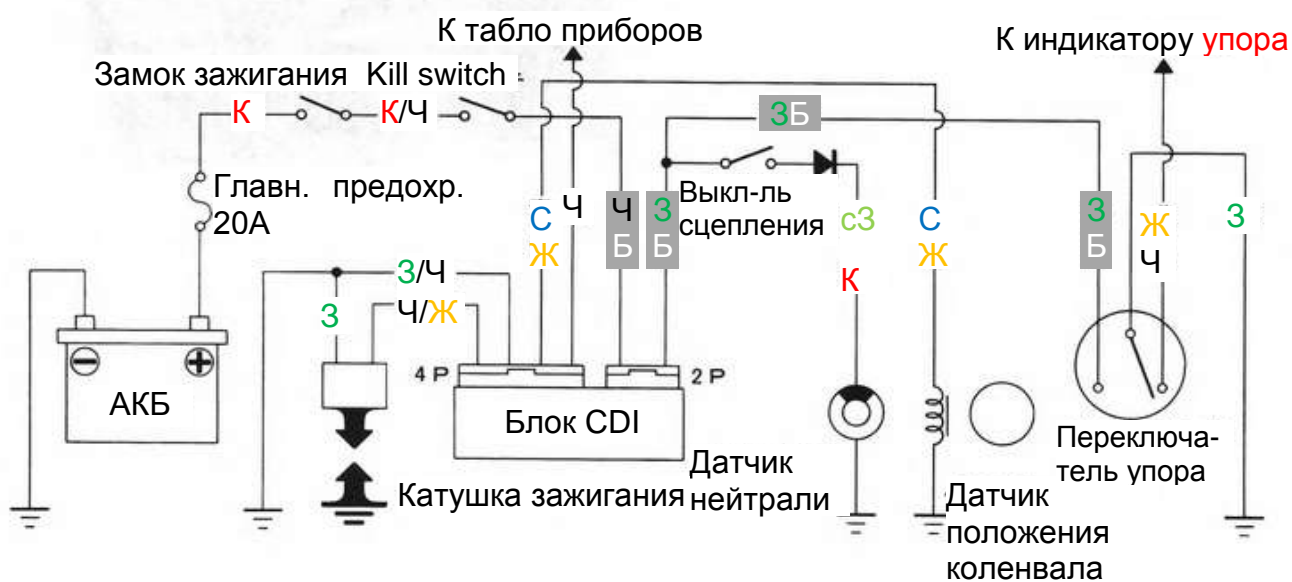 К табло приборов
К индикатору упора
Замок зажигания Kill switch
К
К/Ч
ЗБ
Главн. предохр.
20А
Выкл-ль
сцепления
С
Ж
Ч
Ч
Б
З
Б
сЗ
К
С
Ж
З
Б
Ж
Ч
З
З/Ч
З
Ч/Ж
4 P
2 P
АКБ
Блок CDI
Переключа-
тель упора
Катушка зажигания
Датчик
нейтрали
Датчик
положения
коленвала